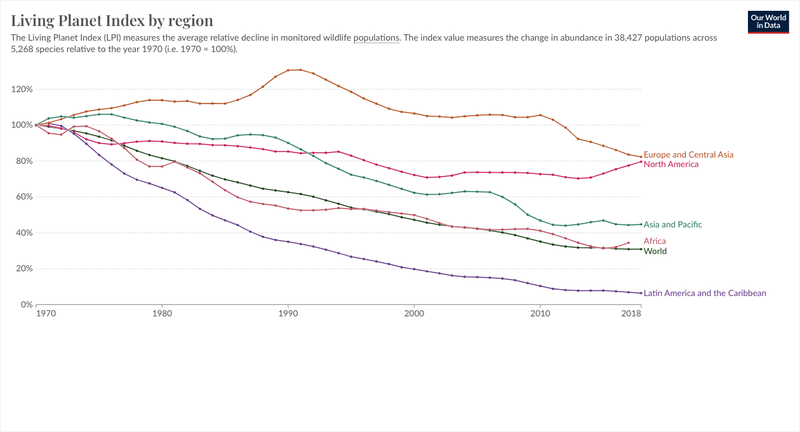 Living Planet Index by region
Our World
in Data
The Living Planet Index (LPI) measures the average relative decline in monitored wildlife populations. The index value measures the change in abundance in 38,427 populations across
5,268 species relative to the year 1970 (i.e. 1970 = 100%).
120%
100%
80%
60%
40%
20%
0%
Europe and Central Asia
North America
Asia and Pacific
Africa
World
Latin America and the Caribbean
1970
1980
1990
2000
2010
2018